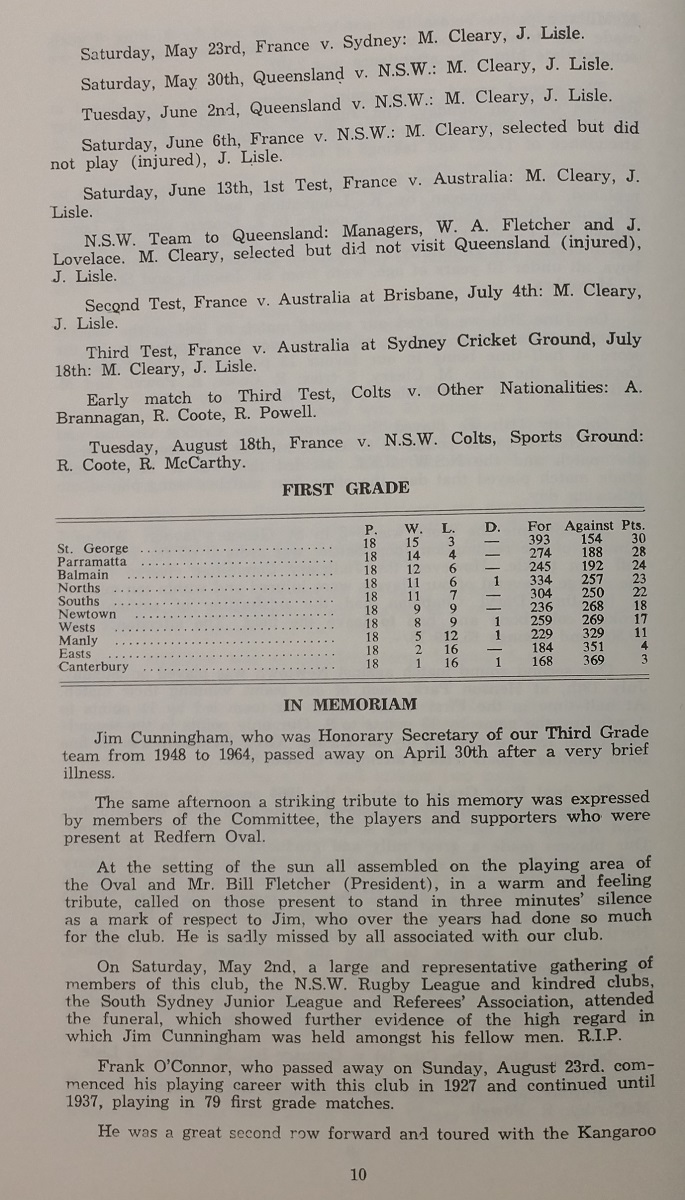 Saturday, May 23rd, France v. Sydney: M. Cleary, J. Lisle.
Saturday, May 30th, Queensland v. N.S.W.: M. Cleary, J. Lisle.
Tuesday, June 2nd, Queensland v. N.S.W.: M. Cleary, J. Lisle.
Saturday, June 6th, France v. N.S.W.: M. Cleary, selected but did
not play (injured), J. Lisle.
Saturday, June 13th, 1st Test, France v. Australia: M. Cleary, J.
Lisle.
N.S.W. Team to Queensland: Managers, W. A. Fletcher and J.
Lovelace. M. Cleary, selected but did not visit Queensland (injured),
J. Lisle.
Second Test, France v. Australia at Brisbane, July 4th: M. Cleary,
J. Lisle.
Third Test, France v. Australia at Sydney Cricket Ground, July
18th: M. Cleary, J. Lisle.
Early match to Third Test, Colts v. Other Nationalities: A.
Brannagan, R. Coote, R. Powell.
Tuesday, August 18th, France v. N.S.W. Colts, Sports Ground:
R. Coote, R. McCarthy.
FIRST GRADE
P. W. L. D. For Against Pts.
St. George .............................. 18 15 3 — 393 154 30
Parramatta .............................. 18 14 4 — 274 188 28
Balmain .............................. 18 12 6 — 245 192 24
Norths .............................. 18 11 6 1 334 257 23
Souths .............................. 18 11 7 — 304 250 22
Newtown .............................. 18 9 9 — 236 268 18
Wests .............................. 18 8 9 1 259 269 17
Manly .............................. 18 5 12 1 229 329 11
Easts .............................. 18 2 16 — 184 351 4
Canterbury .............................. 18 1 16 1 168 369 3
IN MEMORIAM
Jim Cunningham, who was Honorary Secretary of our Third Grade
team from 1948 to 1964, passed away on April 30th after a very brief
illness.
The same afternoon a striking tribute to his memory was expressed
by members of the Committee, the players and supporters who were
present at Redfern Oval.
At the setting of the sun all assembled on the playing area of
the Oval and Mr. Bill Fletcher (President), in a warm and feeling
tribute, called on those present to stand in three minutes' silence
as a mark of respect to Jim, who over the years had done so much
for the club. He is sadly missed by all associated with our club.
On Saturday, May 2nd, a large and representative gathering of
members of this club, the N.S.W. Rugby League and kindred clubs,
the South Sydney Junior League and Referees' Association, attended
the funeral, which showed further evidence of the high regard in
which Jim Cunningham was held amongst his fellow men. R.I.P.
Frank O'Connor, who passed away on Sunday, August 23rd. com-
menced his playing career with this club in 1927 and continued until
1937, playing in 79 first grade matches.
He was a great second row forward and toured with the Kangaroo
10